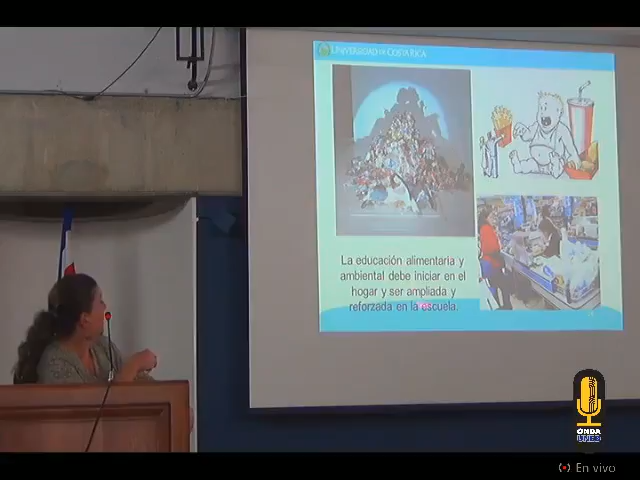 UNIVERSIDAD DE COSTA RICA
La educación alimentaria y
ambiental debe iniciar en el
hogar y ser ampliada y
reforzada en la escuela.
ONDA
UNED
En vivo